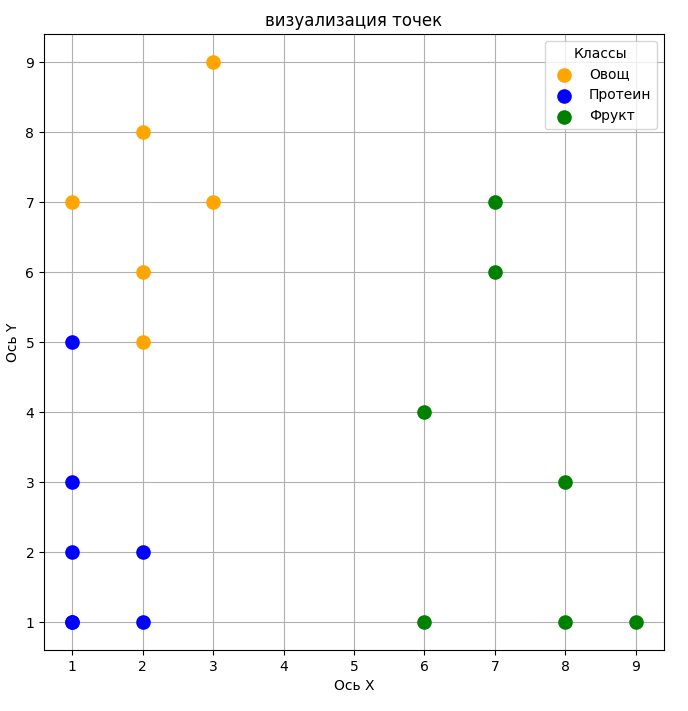 визуализация точек
Классы
Овощ
Протеин
Фрукт
Ось Y
9
8
7
6
5
4
3
2
1
1 2 3 4 5 6 7 8 9
Ось X